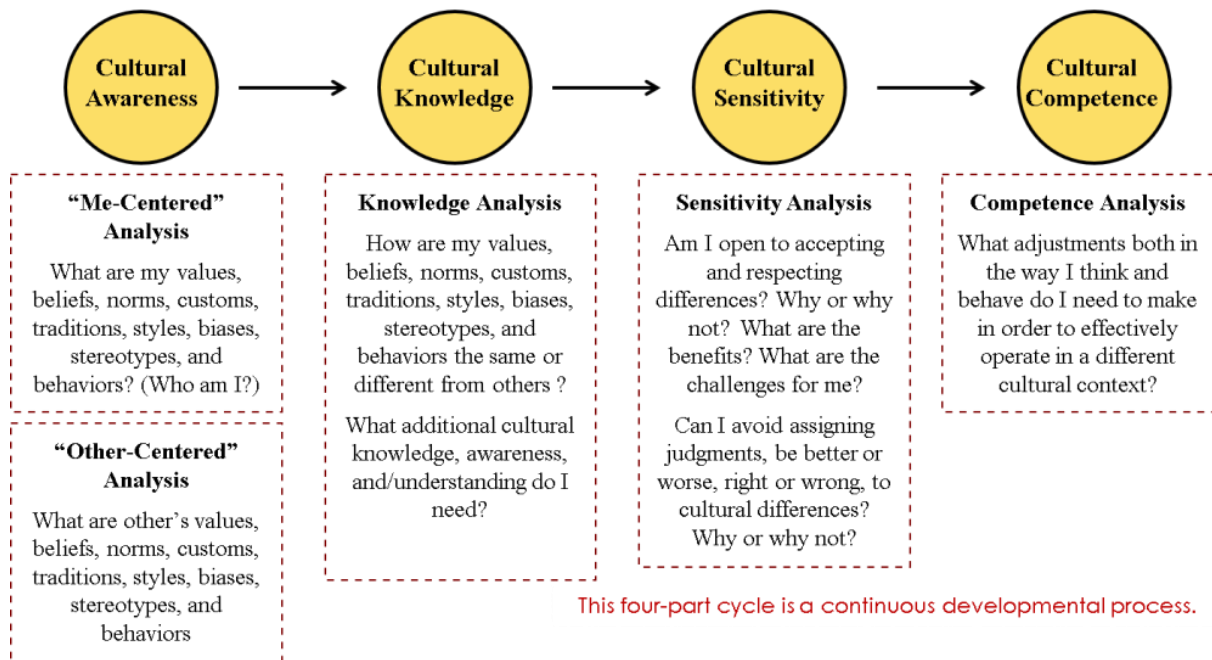 Cultural
Awareness
Cultural
Knowledge
Cultural
Sensitivity
Cultural
Competence
“Me-Centered”
Analysis
What are my values,
beliefs, norms, customs,
traditions, styles, biases,
stereotypes, and
behaviors? (Who am I?)
“Other-Centered”
Analysis
What are other’s values,
beliefs, norms, customs,
traditions, styles, biases,
stereotypes, and
behaviors
Knowledge Analysis
How are my values,
beliefs, norms, customs,
traditions, styles, biases,
stereotypes, and
behaviors the same or
different from others ?
What additional cultural
knowledge, awareness,
and/understanding do I
need?
Sensitivity Analysis
Am I open to accepting
and respecting
differences? Why or why
not? What are the
benefits? What are the
challenges for me?
Can I avoid assigning
judgments, be better or
worse, right or wrong, to
cultural differences?
Why or why not?
Competence Analysis
What adjustments both in
the way I think and
behave do I need to make
in order to effectively
operate in a different
cultural context?
This four-part cycle is a continuous developmental process.